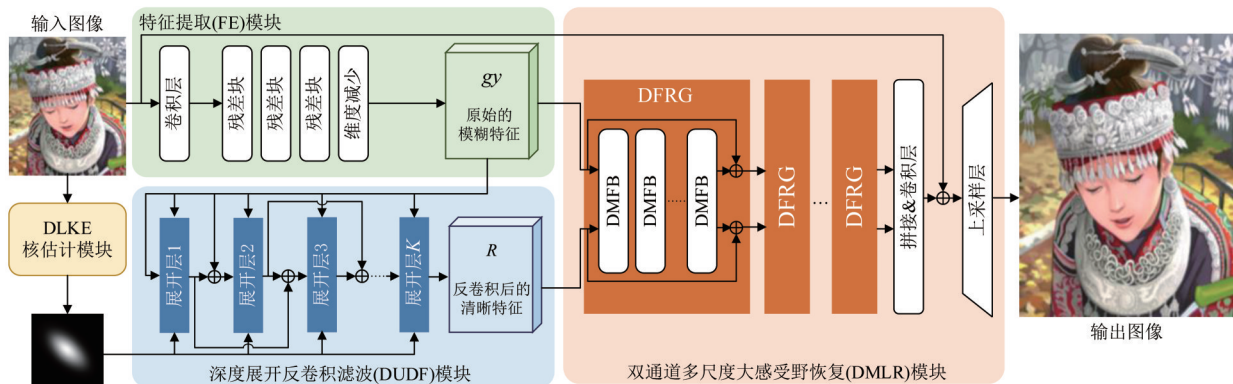 输入图像
特征提取(FE)模块
卷积层
残差块
残差块
残差块
维度减少
gy
原始的
模糊特征
DLKE
核估计模块
展开层1
展开层2
展开层3
展开层K
R
反卷积后的
清晰特征
深度展开反卷积滤波(DUDF)模块
DFRG
DMFB
DMFB
DMFB
DFRG
DFRG
拼接&卷积层
上采样层
双通道多尺度大感受野恢复(DMLR)模块
输出图像